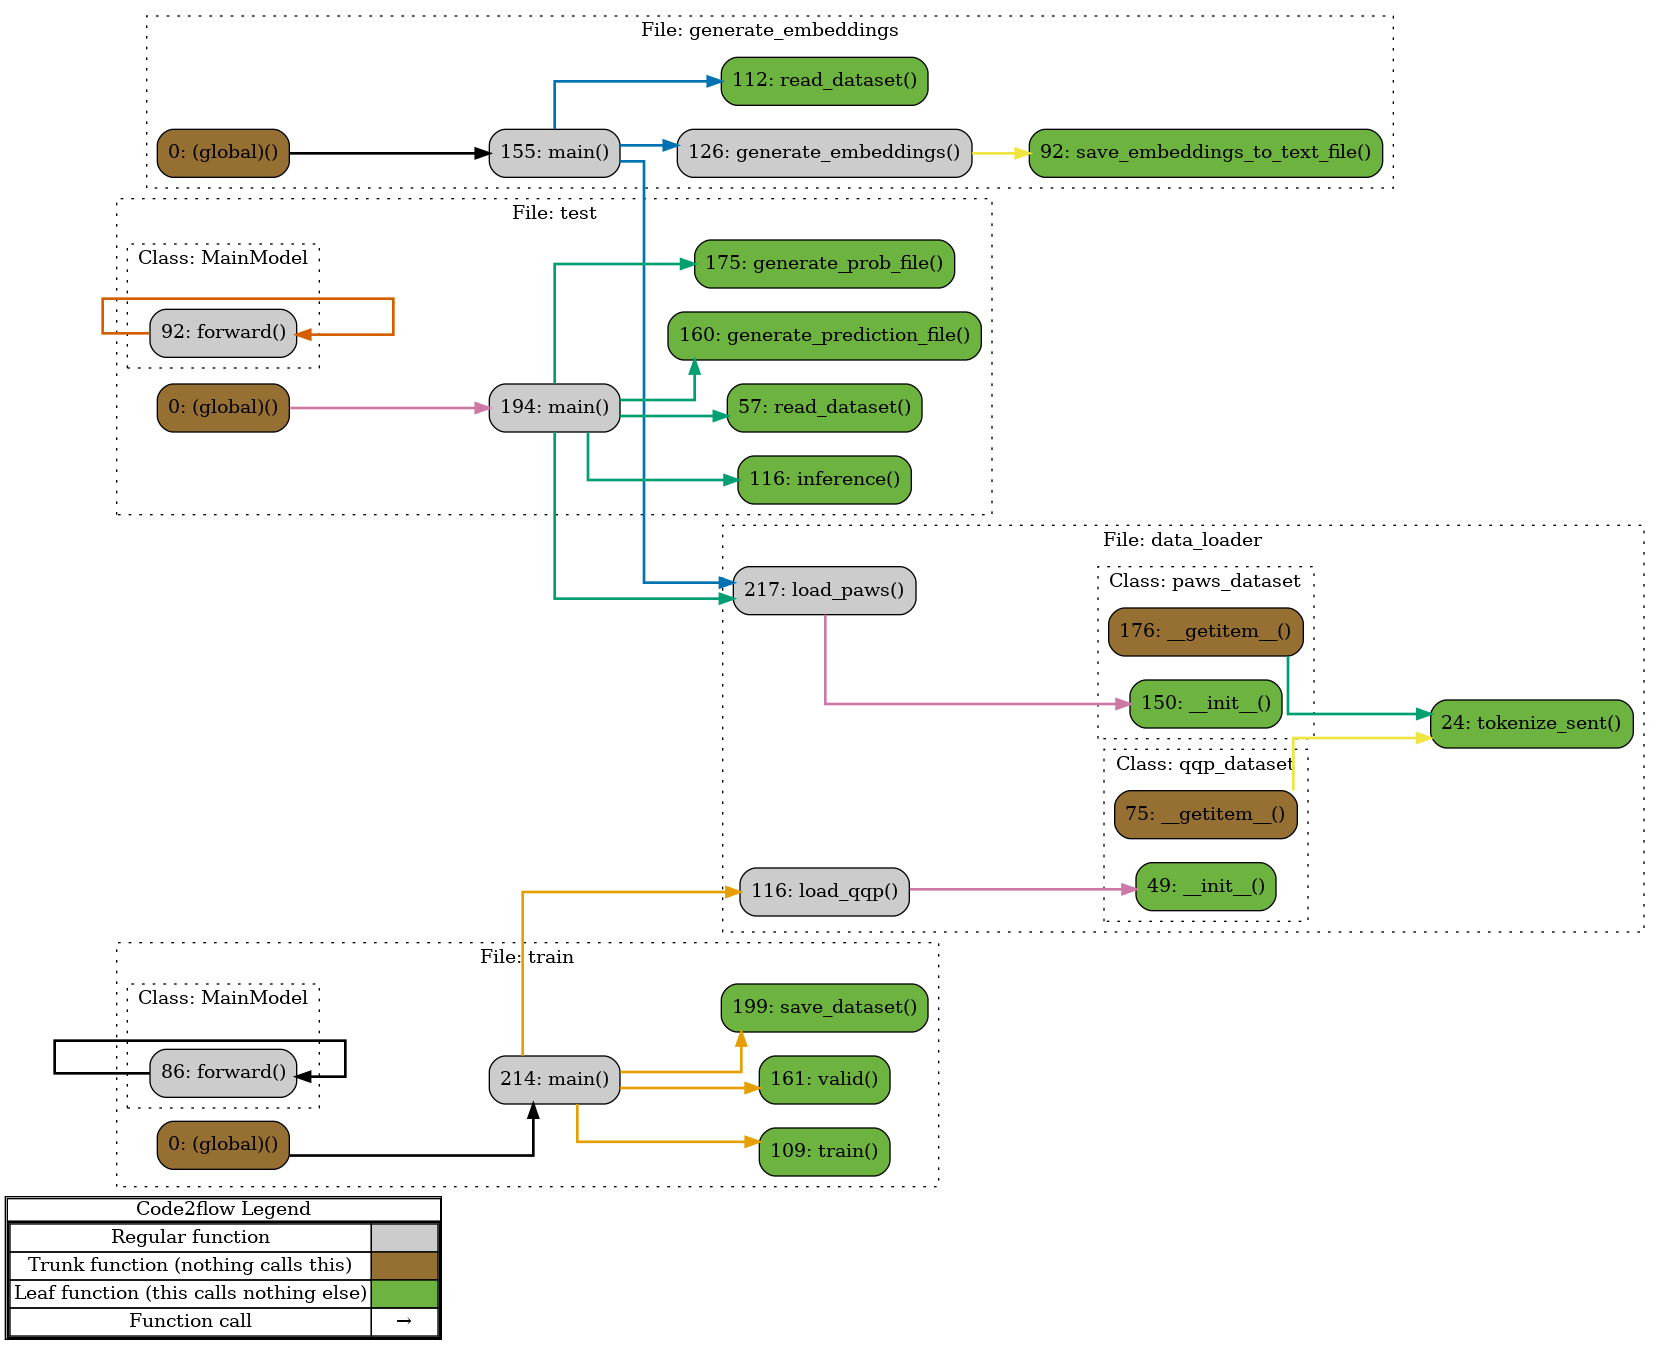 File: generate_embeddings
112: read_dataset()
0: (global)()
155: main()
126: generate_embeddings()
92: save_embeddings_to_text_file()
File: test
Class: MainModel
175: generate_prob_file()
92: forward()
160: generate_prediction_file()
0: (global)()
194: main()
57: read_dataset()
116: inference()
File: data_loader
217: load_paws()
Class: paws_dataset
176: __getitem__()
150: __init__()
24: tokenize_sent()
Class: qqp_dataset
75: __getitem__()
116: load_qqp()
49: __init__()
File: train
Class: MainModel
199: save_dataset()
86: forward()
214: main()
161: valid()
0: (global)()
109: train()
Code2flow Legend
Regular function
Trunk function (nothing calls this)
Leaf function (this calls nothing else)
Function call →